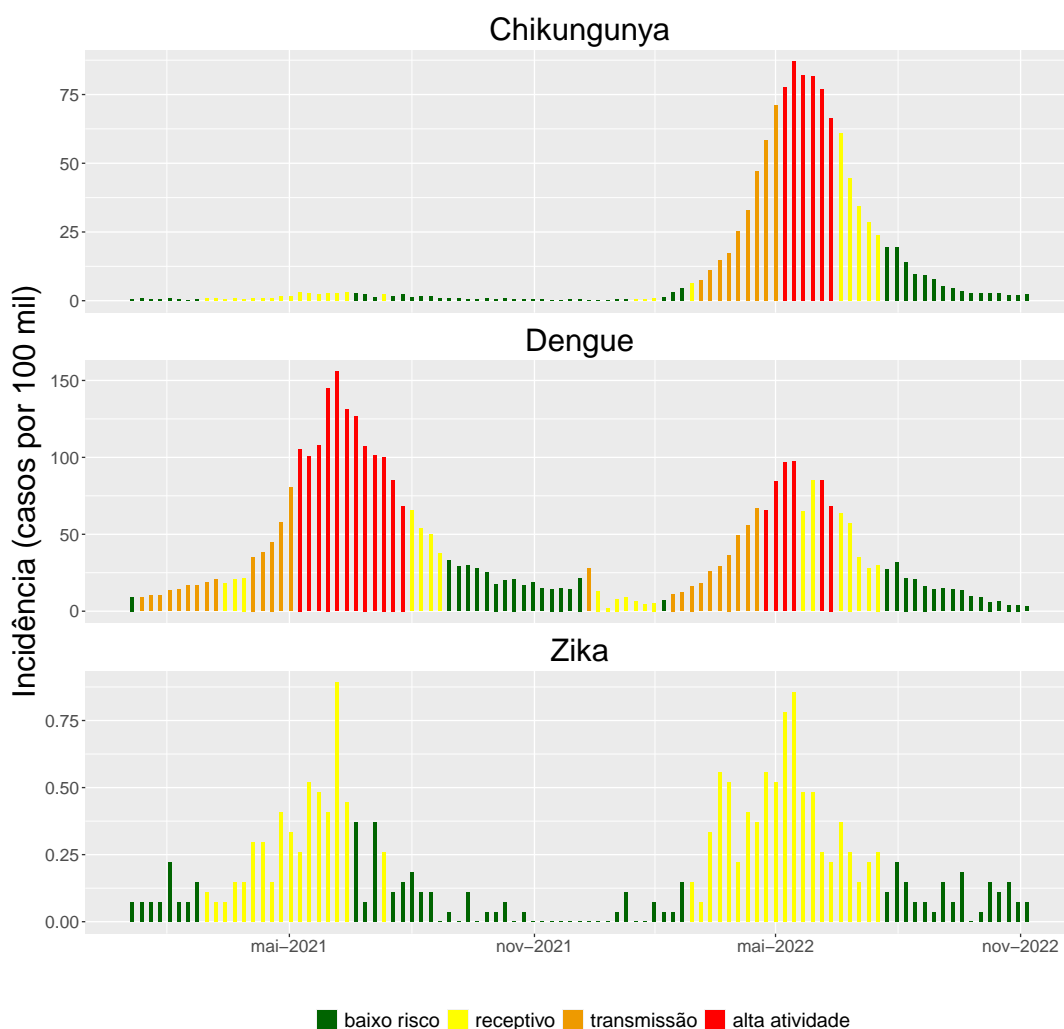 Chikungunya
75
50
25
0
Dengue
150
100
50
0
Zika
0.75
0.50
0.25
0.00
Incidência (casos por 100 mil)
mai−2021 nov−2021 mai−2022 nov−2022
baixo risco receptivo transmissão alta atividade